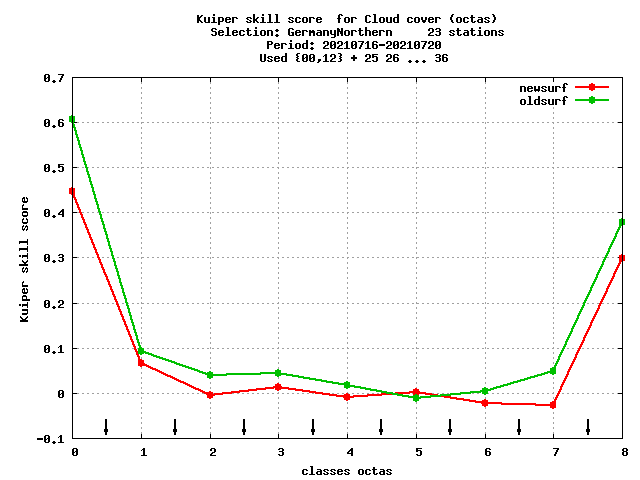 Kuiper skill score  for Cloud cover (octas)
Selection: GermanyNorthern     23 stations
Period: 20210716-20210720
Used {00,12} + 25 26 ... 36
newsurf
oldsurf
0.7
0.6
0.5
0.4
0.3
0.2
0.1
0
-0.1
Kuiper skill score
0 1 2 3 4 5 6 7 8
classes octas